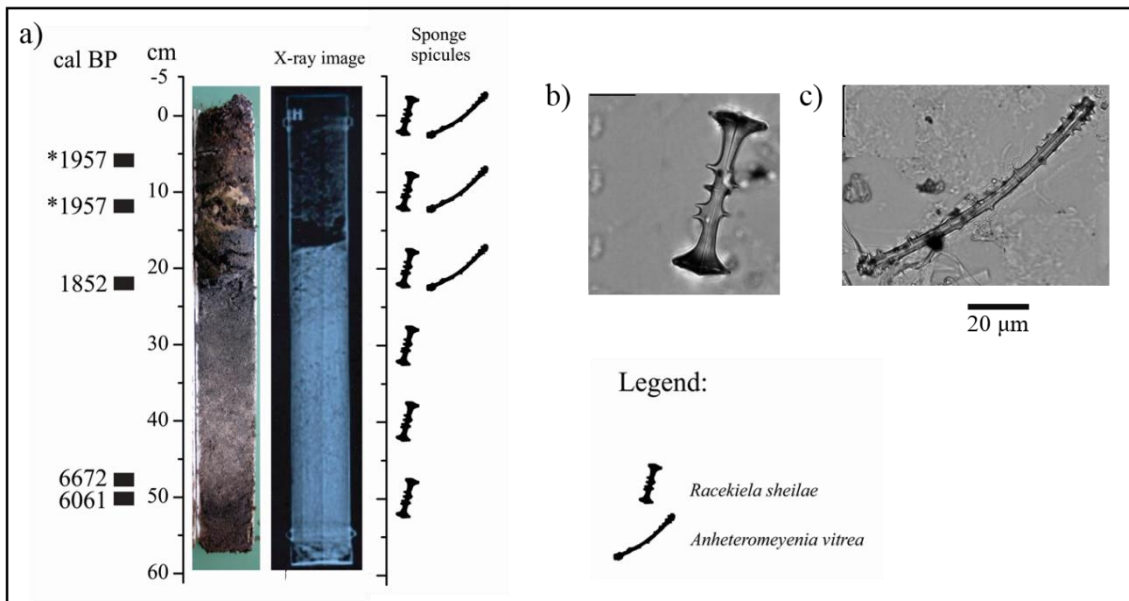 a)
cal BP
cm
X-ray image
Sponge
spicules
-5
0
*1957
10
*1957
20
1852
30
40
6672
6061
50
60
H
b)
c)
20 µm
Legend:
Racekiela sheilae
Anheteromeyenia vitrea